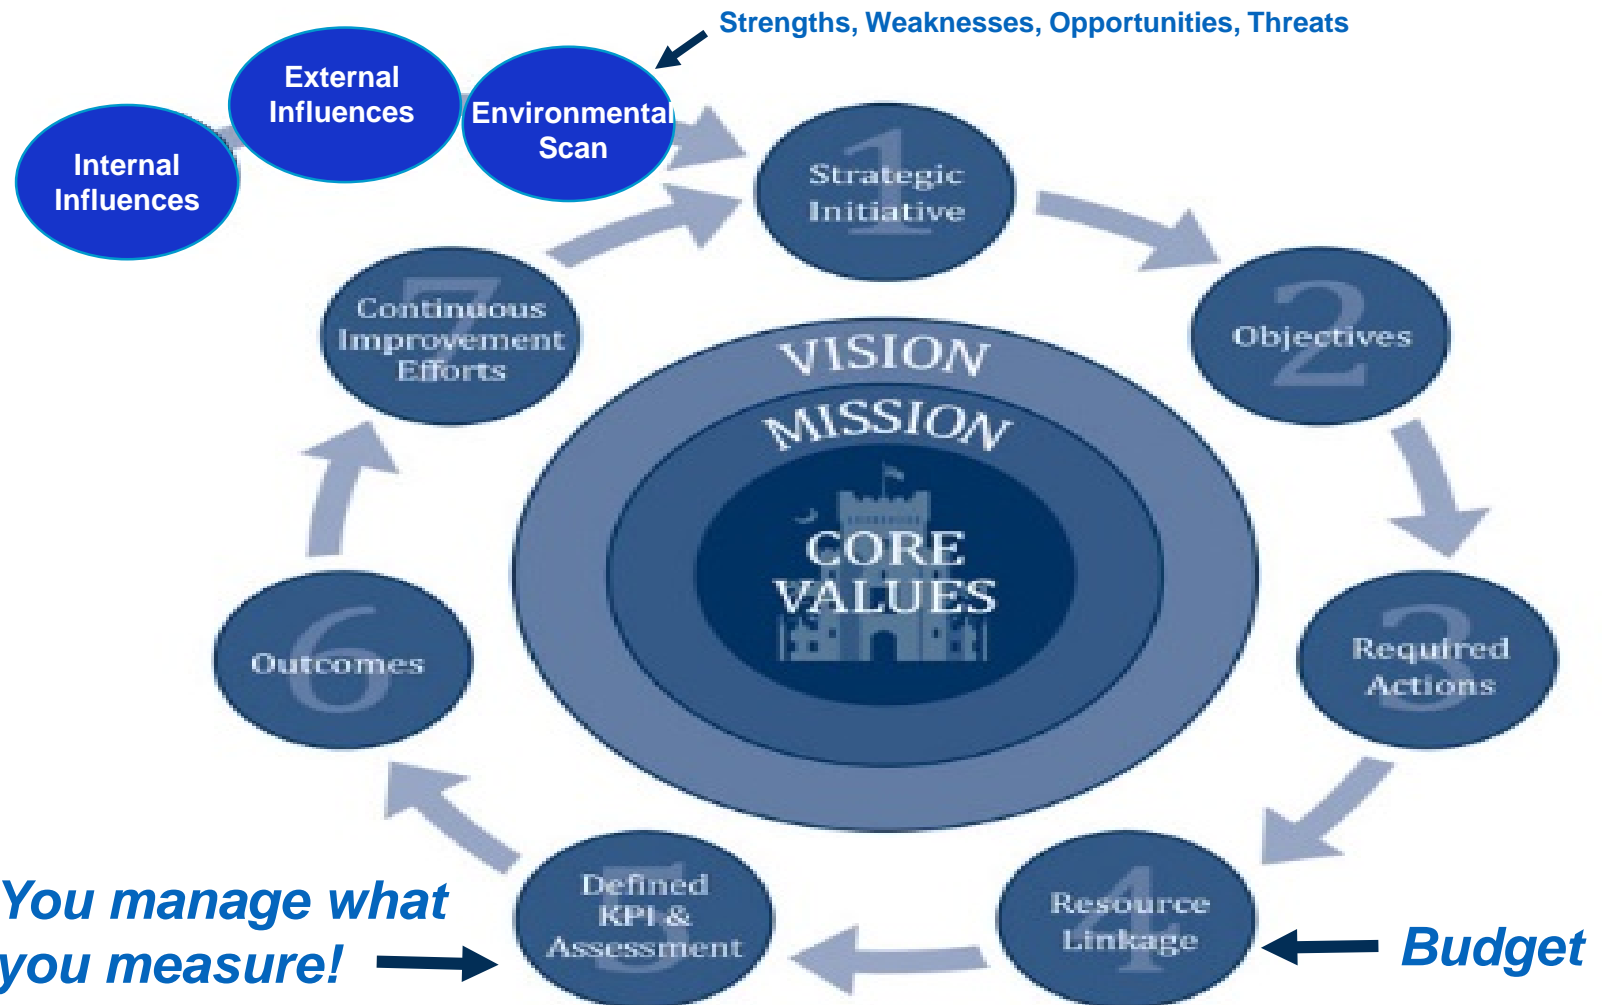 Strengths, Weaknesses, Opportunities, Threats
External
Influences
Environmental
Scan
Internal
Influences
1
Strategic
Initiative
2
Objectives
3
Required
Actions
4
Resource
Linkage
Budget
5
Defined
KPI &
Assessment
You manage what
you measure!
6
Outcomes
7
Continuous
Improvement
Efforts
VISION
MISSION
CORE
VALUES